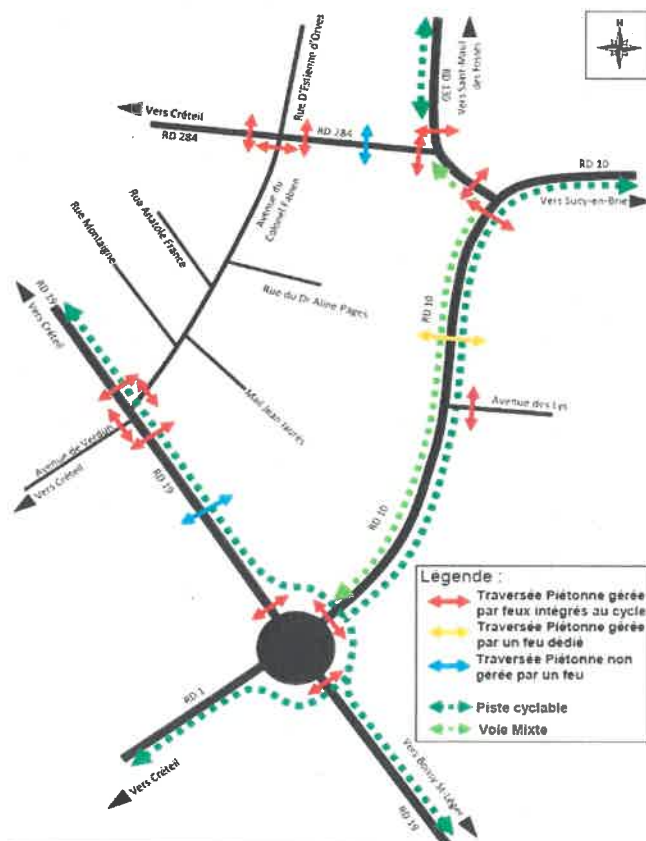 N
Rue D'Estienne d'Orves
RD 130
Vers Saint-Maur
des Fossés
Vers Créteil
RD 284
RD 284
RD 10
Vers Sucy-en-Brie
Avenue du
Colonel Fabien
Rue Anatole France
Rue Montaigne
Rue du Dr Aline Pages
RD 19
Vers Créteil
RD 10
Mail Jean Jaurès
Avenue des Lys
Avenue de Verdun
Vers Créteil
RD 19
RD 10
Légende :
Traversée Piétonne gérée
par feux intégrés au cycle
Traversée Piétonne gérée
par un feu dédié
Traversée Piétonne non
gérée par un feu
Piste cyclable
Voie Mixte
RD 1
Vers Créteil
Vers Boissy St-Léger
RD 19